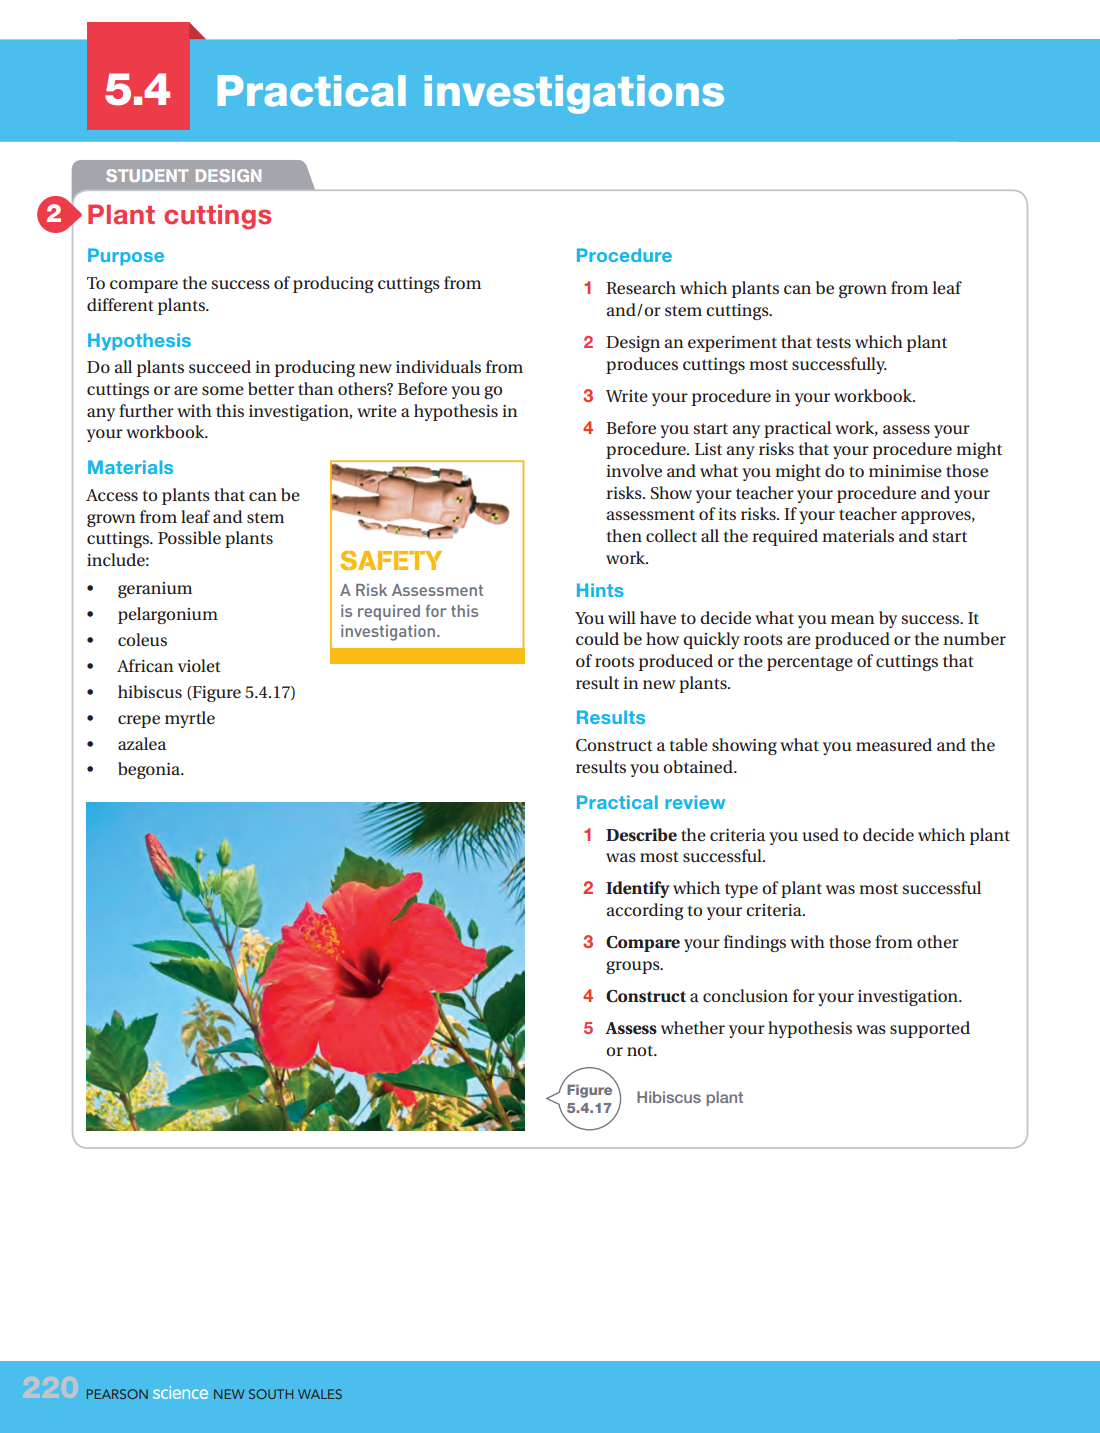 5.4
Practical investigations
STUDENT DESIGN
2
Plant cuttings
Purpose
To compare the success of producing cuttings from
different plants.
Hypothesis
Do all plants succeed in producing new individuals from
cuttings or are some better than others? Before you go
any further with this investigation, write a hypothesis in
your workbook.
Materials
Access to plants that can be
grown from leaf and stem
cuttings. Possible plants
include:
• geranium
• pelargonium
• coleus
• African violet
• hibiscus (Figure 5.4.17)
• crepe myrtle
• azalea
• begonia.
SAFETY
A Risk Assessment
is required for this
investigation.
Procedure
1 Research which plants can be grown from leaf
and/or stem cuttings.
2 Design an experiment that tests which plant
produces cuttings most successfully.
3 Write your procedure in your workbook.
4 Before you start any practical work, assess your
procedure. List any risks that your procedure might
involve and what you might do to minimise those
risks. Show your teacher your procedure and your
assessment of its risks. If your teacher approves,
then collect all the required materials and start
work.
Hints
You will have to decide what you mean by success. It
could be how quickly roots are produced or the number
of roots produced or the percentage of cuttings that
result in new plants.
Results
Construct a table showing what you measured and the
results you obtained.
Practical review
1 Describe the criteria you used to decide which plant
was most successful.
2 Identify which type of plant was most successful
according to your criteria.
3 Compare your findings with those from other
groups.
4 Construct a conclusion for your investigation.
5 Assess whether your hypothesis was supported
or not.
Figure
5.4.17
Hibiscus plant
220 PEARSON science NEW SOUTH WALES